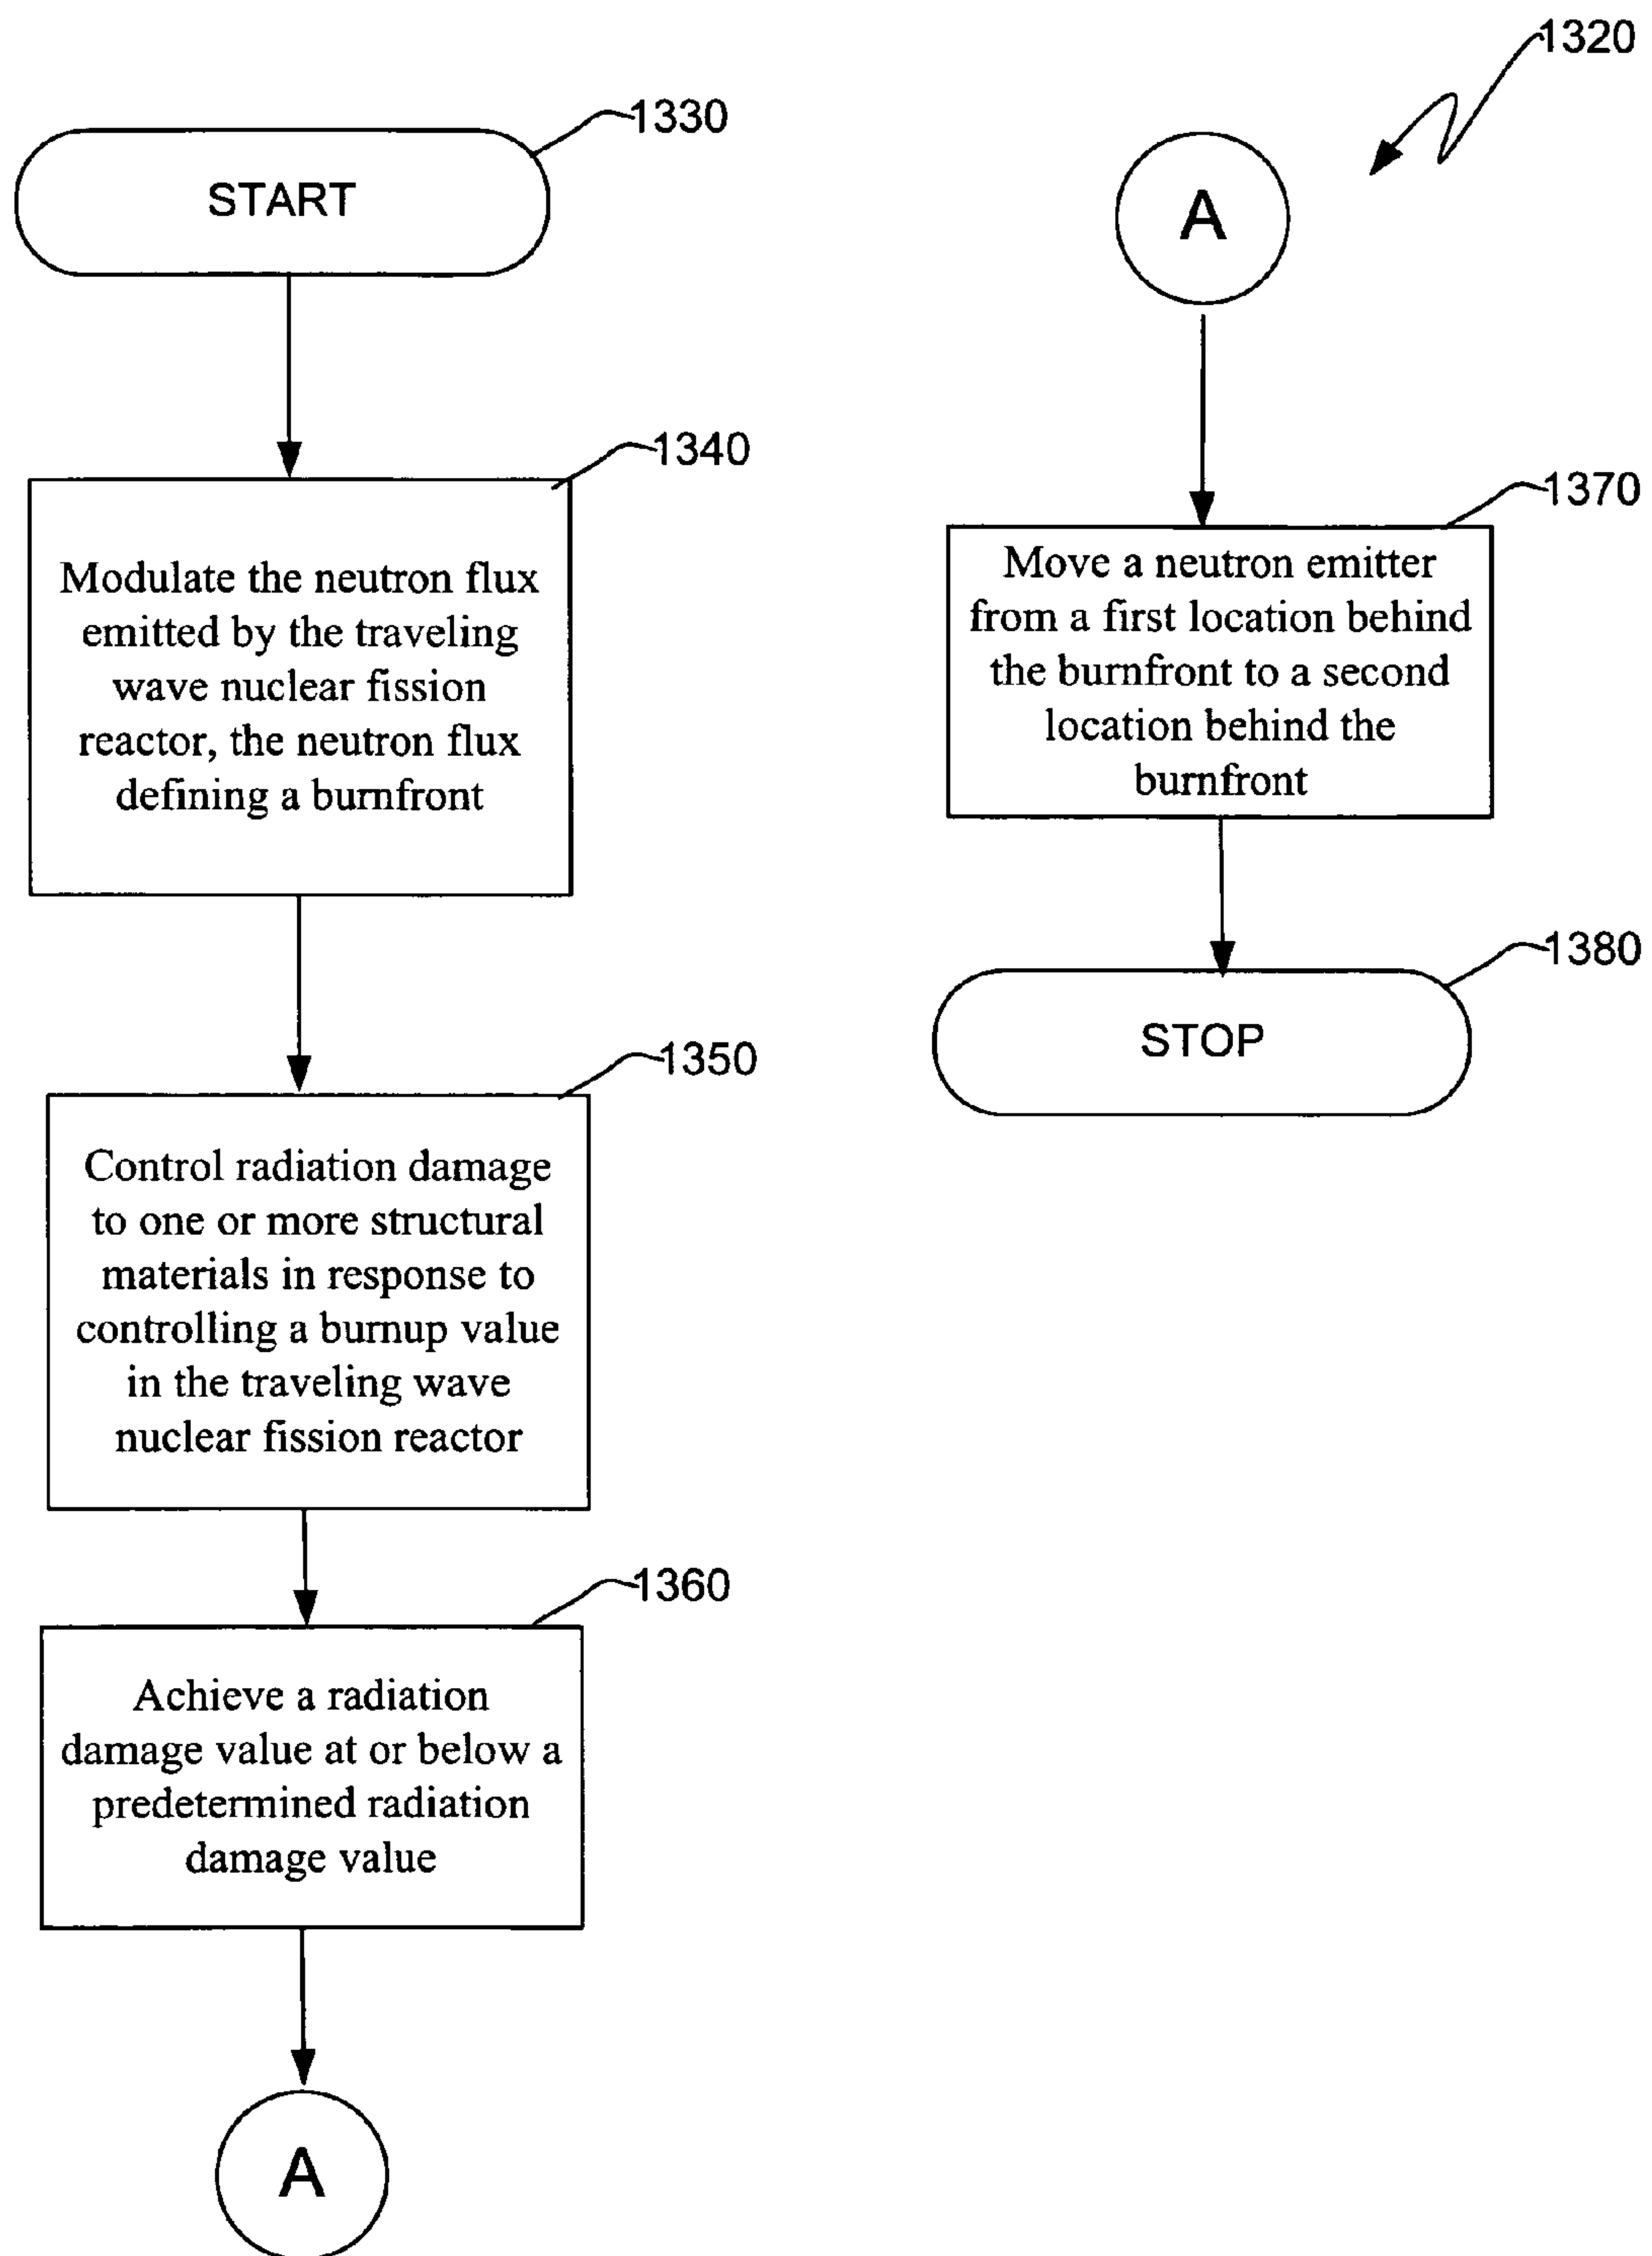 1330
START
1340
Modulate the neutron flux
emitted by the traveling
wave nuclear fission
reactor, the neutron flux
defining a burnfront
1350
Control radiation damage
to one or more structural
materials in response to
controlling a burnup value
in the traveling wave
nuclear fission reactor
1360
Achieve a radiation
damage value at or below a
predetermined radiation
damage value
A
1320
A
1370
Move a neutron emitter
from a first location behind
the burnfront to a second
location behind the
burnfront
1380
STOP